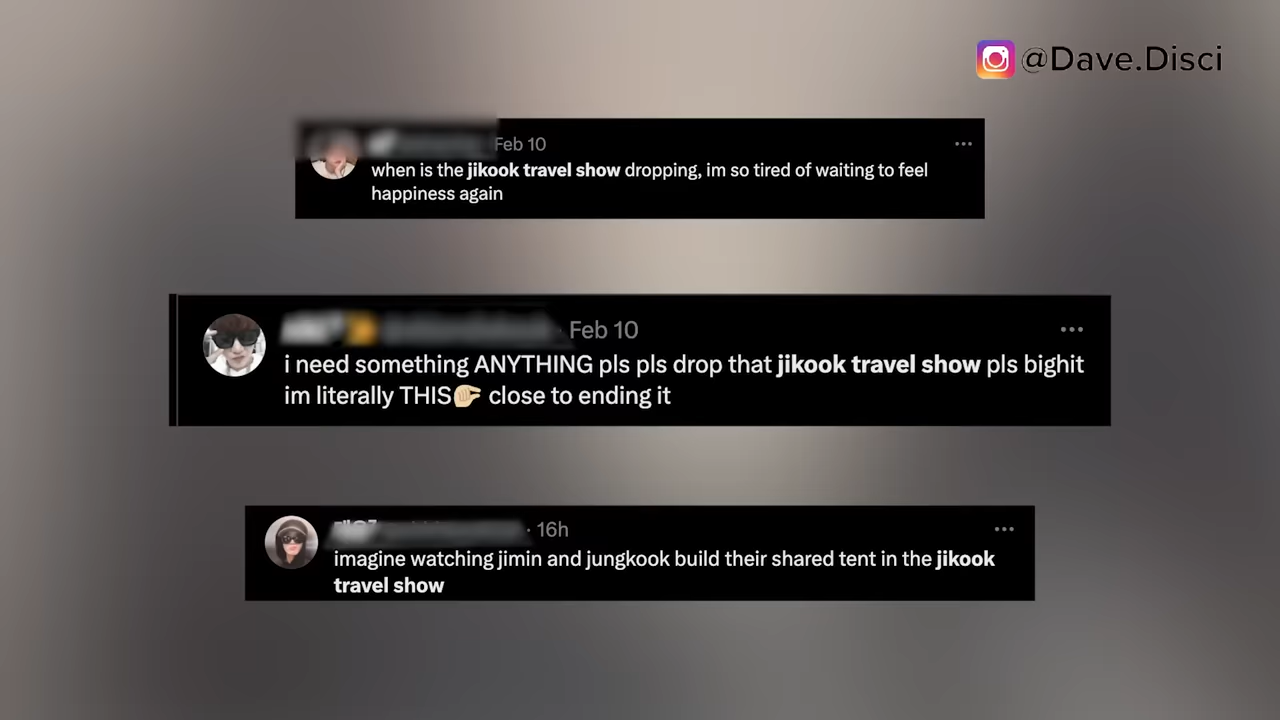 @Dave.Disci
Feb 10
when is the jikook travel show dropping, im so tired of waiting to feel
happiness again
· Feb 10
i need something ANYTHING pls pls drop that jikook travel show pls bighit
im literally THIS🤏🏼 close to ending it
· 16h
imagine watching jimin and jungkook build their shared tent in the jikook
travel show